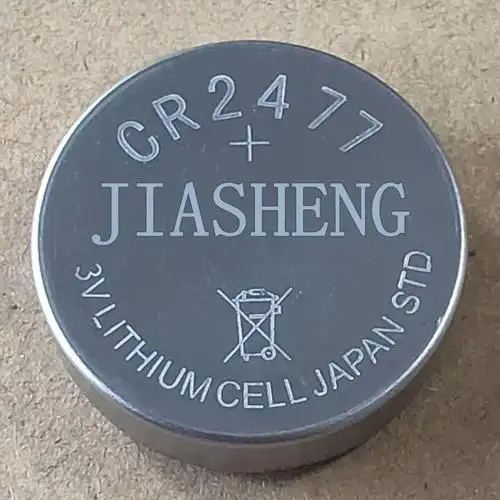 CR2477
+
JIASHENG
3V LITHIUM CELL JAPAN STD